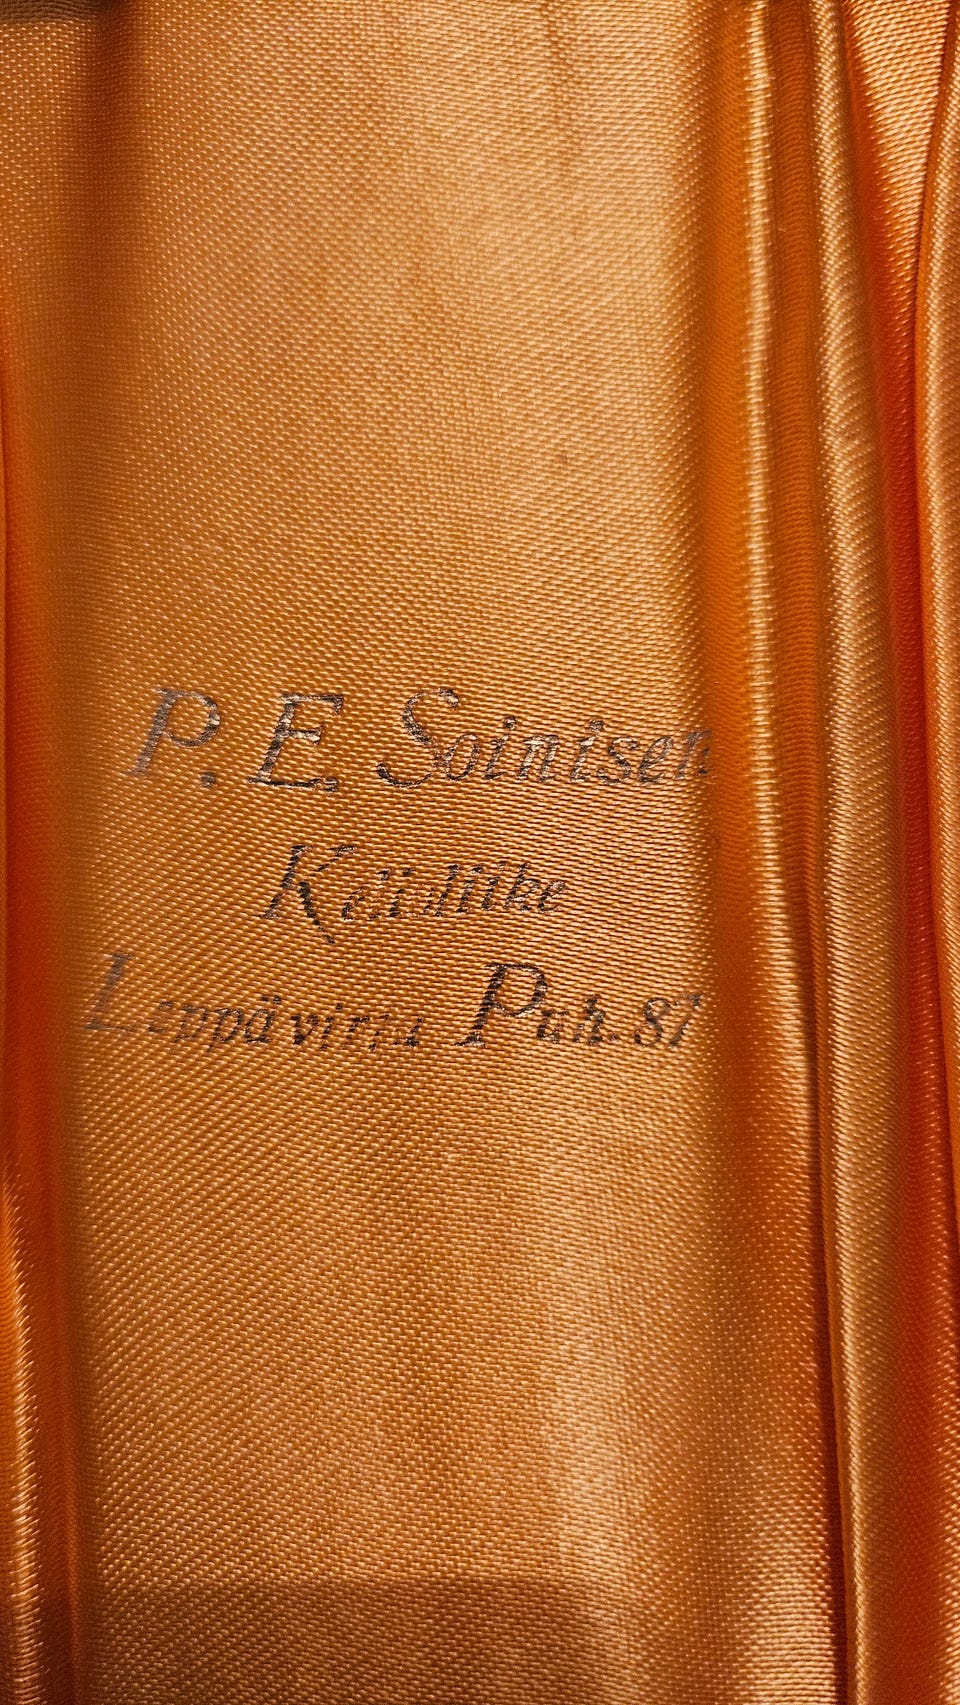 P. E. Soinisen
Kelloliike
Leppävirta Puh. 87